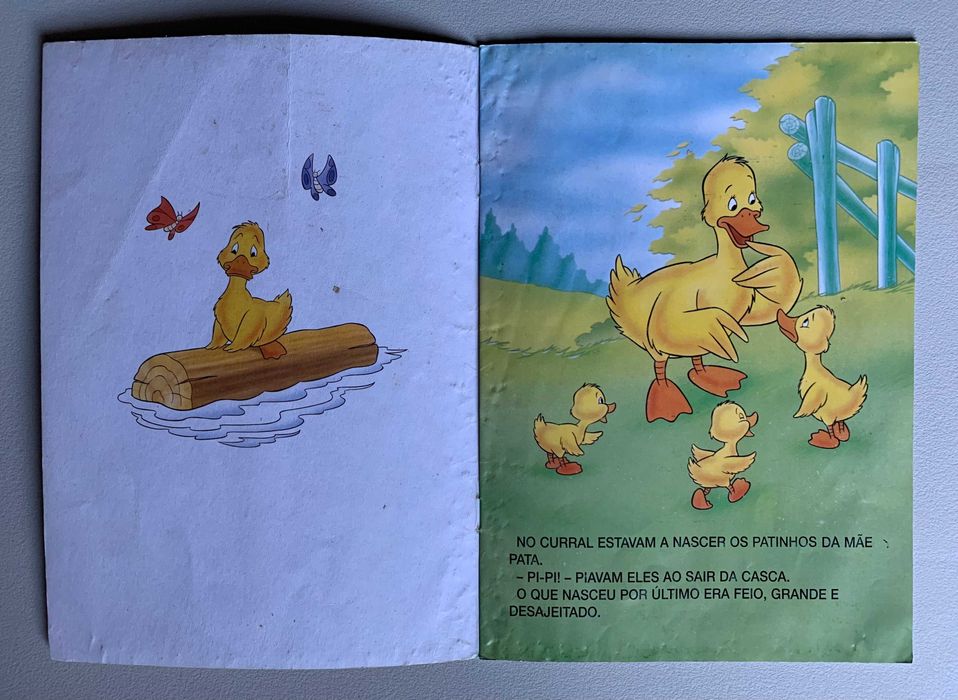 NO CURRAL ESTAVAM A NASCER OS PATINHOS DA MÃE
PATA.
– PI-PI! – PIAVAM ELES AO SAIR DA CASCA.
O QUE NASCEU POR ÚLTIMO ERA FEIO, GRANDE E
DESAJEITADO.